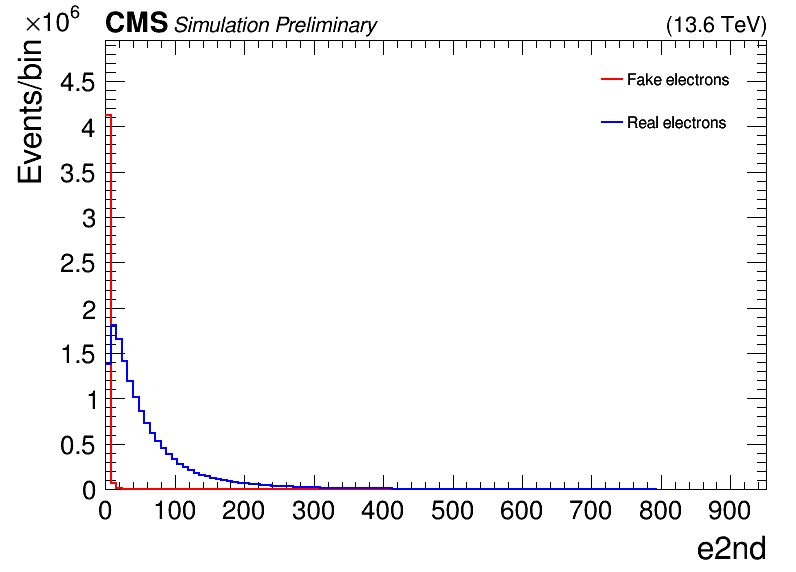 ×10⁶
CMS Simulation Preliminary (13.6 TeV)
Events/bin
4.5
4
3.5
3
2.5
2
1.5
1
0.5
0
Fake electrons
Real electrons
0 100 200 300 400 500 600 700 800 900
e2nd